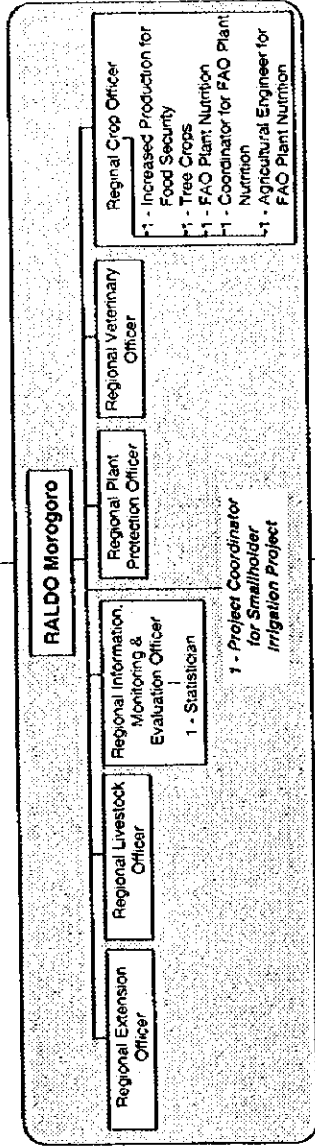 RALDO Morogoro
Regional Extension
Officer
Regional Livestock
Officer
Regional Information,
Monitoring &
Evaluation Officer
1 - Statistician
Regional Plant
Protection Officer
Regional Veterinary
Officer
Reginal Crop Officer
*1 - Increased Production for
Food Security
*1 - Tree Crops
*1 - FAO Plant Nutrition
*1 - Coordinator for FAO Plant
Nutrition
*1 - Agricultural Engineer for
FAO Plant Nutrition
1 - Project Coordinator
for Smallholder
Irrigation Project